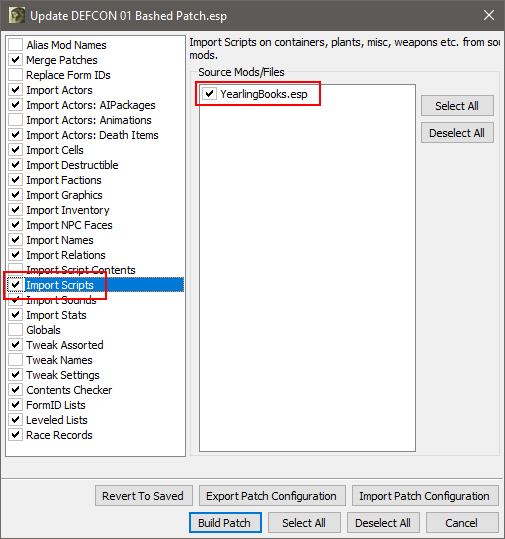 Update DEFCON 01 Bashed Patch.esp
Alias Mod Names
Merge Patches
Replace Form IDs
Import Actors
Import Actors: AIPackages
Import Actors: Animations
Import Actors: Death Items
Import Cells
Import Destructible
Import Factions
Import Graphics
Import Inventory
Import NPC Faces
Import Names
Import Relations
Import Script Contents
Import Scripts
Import Sounds
Import Stats
Globals
Tweak Assorted
Tweak Names
Tweak Settings
Contents Checker
FormID Lists
Leveled Lists
Race Records
Import Scripts on containers, plants, misc, weapons etc. from sou
mods.
Source Mods/Files
YearlingBooks.esp
Select All
Deselect All
Revert To Saved
Export Patch Configuration
Import Patch Configuration
Build Patch
Select All
Deselect All
Cancel